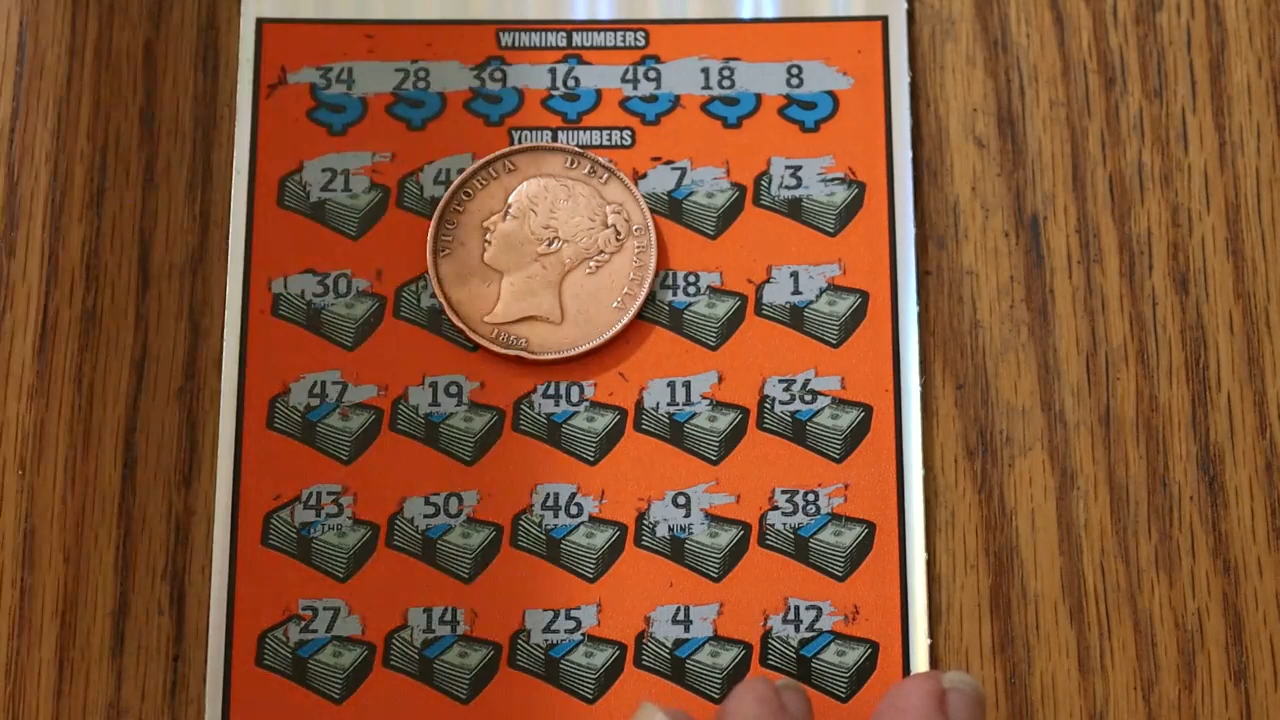 WINNING NUMBERS
34 28 39 16 49 18 8
YOUR NUMBERS
21 7 3
VICTORIA DEI GRATIA
30 48 1
1854
47 19 40 11 36
43 50 46 9 38
NINE
27 14 25 4 42